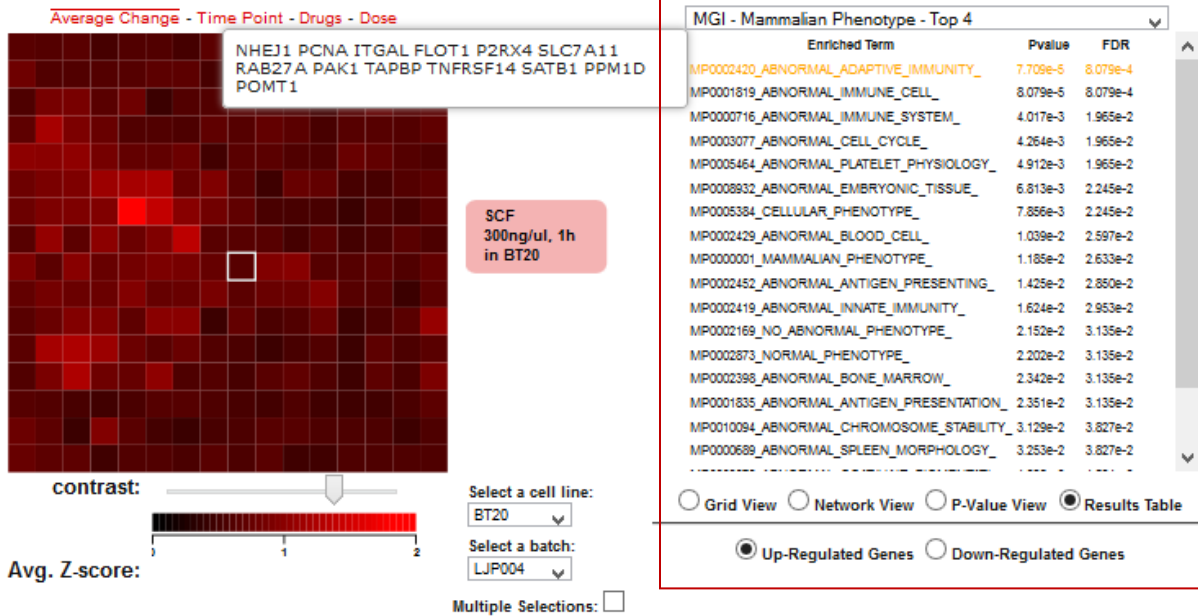 Average Change - Time Point - Drugs - Dose
NHEJ1 PCNA ITGAL FLOT1 P2RX4 SLC7A11
RAB27A PAK1 TAPBP TNFRSF14 SATB1 PPM1D
POMT1
SCF
300ng/ul, 1h
in BT20
contrast:
0 1 2
Avg. Z-score:
Select a cell line:
BT20
Select a batch:
LJP004
Multiple Selections:
MGI - Mammalian Phenotype - Top 4
Enriched Term Pvalue FDR
MP0002420_ABNORMAL_ADAPTIVE_IMMUNITY_ 7.709e-5 8.079e-4
MP0001819_ABNORMAL_IMMUNE_CELL_ 8.079e-5 8.079e-4
MP0000716_ABNORMAL_IMMUNE_SYSTEM_ 4.017e-3 1.965e-2
MP0003077_ABNORMAL_CELL_CYCLE_ 4.264e-3 1.965e-2
MP0005464_ABNORMAL_PLATELET_PHYSIOLOGY_ 4.912e-3 1.965e-2
MP0008932_ABNORMAL_EMBRYONIC_TISSUE_ 6.813e-3 2.245e-2
MP0005384_CELLULAR_PHENOTYPE_ 7.856e-3 2.245e-2
MP0002429_ABNORMAL_BLOOD_CELL_ 1.039e-2 2.597e-2
MP0000001_MAMMALIAN_PHENOTYPE_ 1.185e-2 2.633e-2
MP0002452_ABNORMAL_ANTIGEN_PRESENTING_ 1.425e-2 2.850e-2
MP0002419_ABNORMAL_INNATE_IMMUNITY_ 1.624e-2 2.953e-2
MP0002169_NO_ABNORMAL_PHENOTYPE_ 2.152e-2 3.135e-2
MP0002873_NORMAL_PHENOTYPE_ 2.202e-2 3.135e-2
MP0002398_ABNORMAL_BONE_MARROW_ 2.342e-2 3.135e-2
MP0001835_ABNORMAL_ANTIGEN_PRESENTATION_ 2.351e-2 3.135e-2
MP0010094_ABNORMAL_CHROMOSOME_STABILITY_ 3.129e-2 3.827e-2
MP0000689_ABNORMAL_SPLEEN_MORPHOLOGY_ 3.253e-2 3.827e-2
Grid View Network View P-Value View Results Table
Up-Regulated Genes Down-Regulated Genes